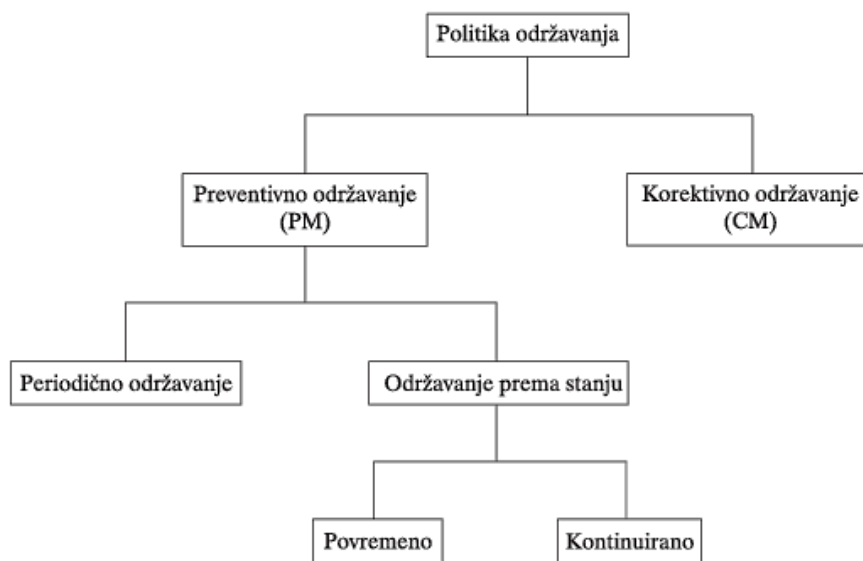 Politika održavanja
Preventivno održavanje
(PM)
Korektivno održavanje
(CM)
Periodično održavanje
Održavanje prema stanju
Povremeno
Kontinuirano